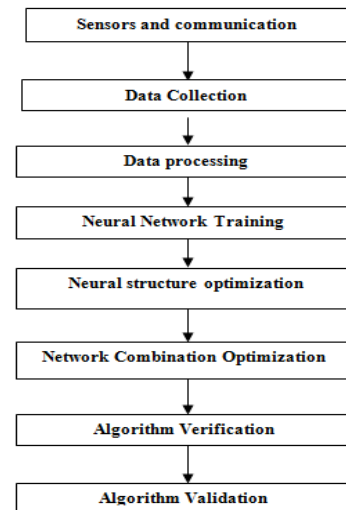 Sensors and communication
Data Collection
Data processing
Neural Network Training
Neural structure optimization
Network Combination Optimization
Algorithm Verification
Algorithm Validation